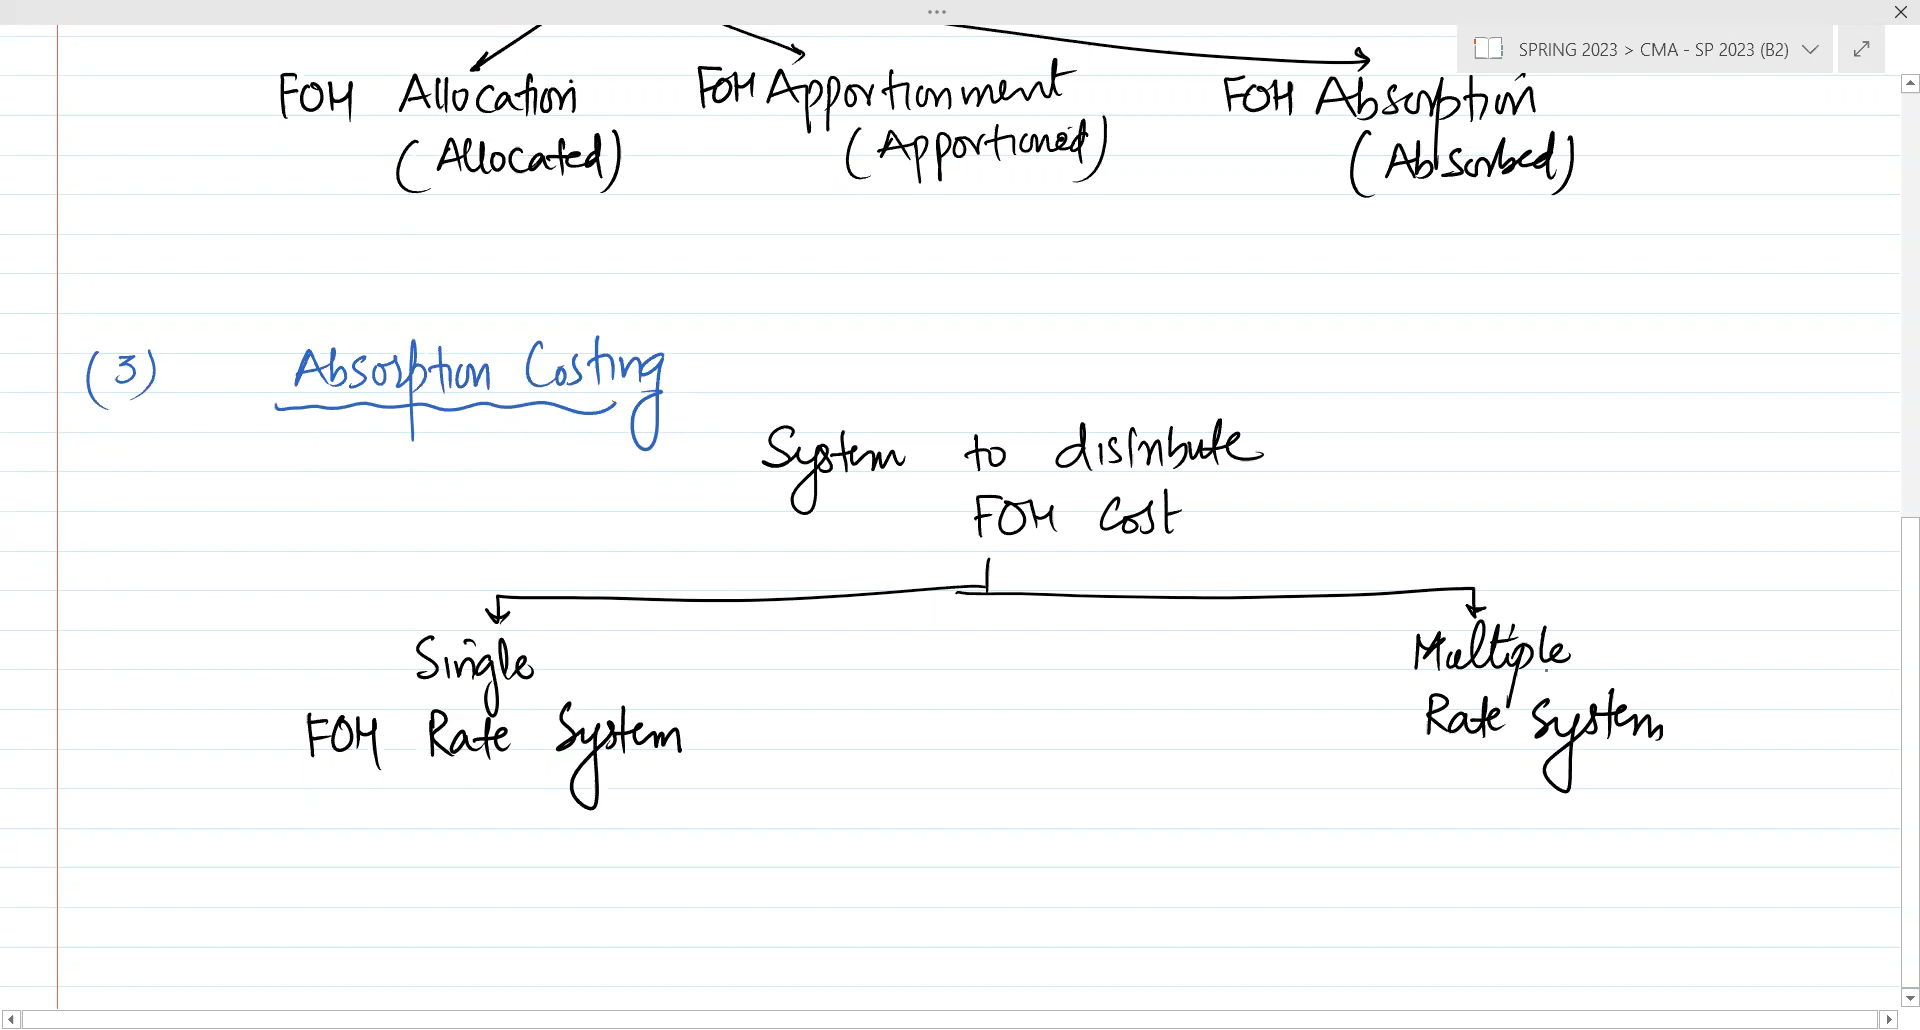 SPRING 2023 > CMA - SP 2023 (B2)
FOH Allocation FOH Apportionment FOH Absorption
(Allocated) (Apportioned) (Absorbed)
(3) Absorption Costing
System to distribute
FOH Cost
Single Multiple
FOH Rate System Rate System